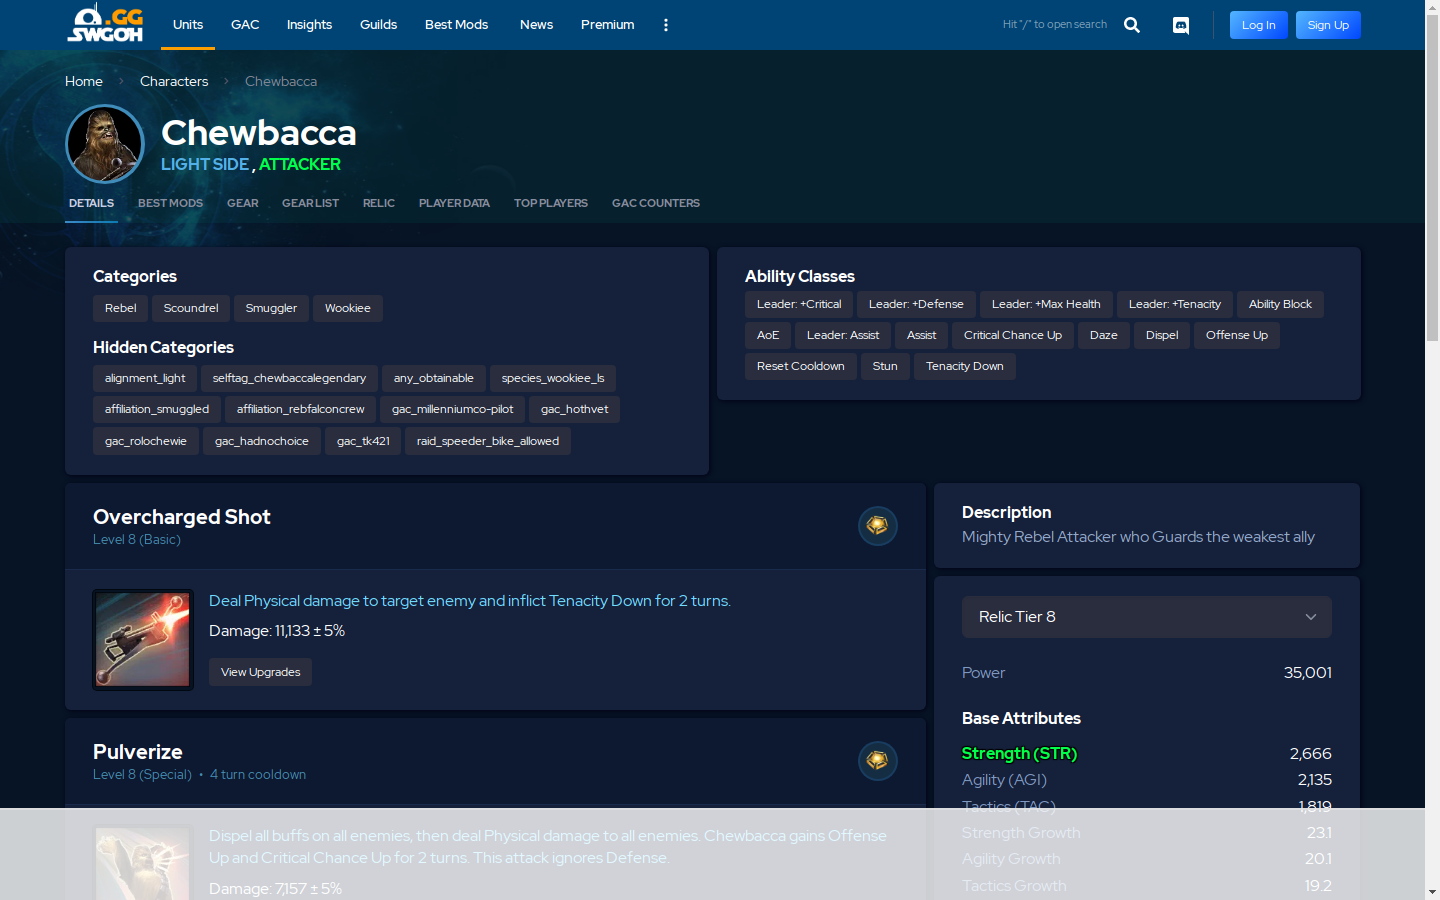 .GG
SWGOH
Units GAC Insights Guilds Best Mods News Premium
Hit "/" to open search
Log In
Sign Up
Home Characters Chewbacca
Chewbacca
LIGHT SIDE , ATTACKER
DETAILS BEST MODS GEAR GEAR LIST RELIC PLAYER DATA TOP PLAYERS GAC COUNTERS
Categories
Rebel Scoundrel Smuggler Wookiee
Hidden Categories
alignment_light selftag_chewbaccalegendary any_obtainable species_wookiee_ls
affiliation_smuggled affiliation_rebfalconcrew gac_millenniumco-pilot gac_hothvet
gac_rolochewie gac_hadnochoice gac_tk421 raid_speeder_bike_allowed
Ability Classes
Leader: +Critical Leader: +Defense Leader: +Max Health Leader: +Tenacity Ability Block
AoE Leader: Assist Assist Critical Chance Up Daze Dispel Offense Up
Reset Cooldown Stun Tenacity Down
Overcharged Shot
Level 8 (Basic)
Deal Physical damage to target enemy and inflict Tenacity Down for 2 turns.
Damage: 11,133 ± 5%
View Upgrades
Pulverize
Level 8 (Special) • 4 turn cooldown
Dispel all buffs on all enemies, then deal Physical damage to all enemies. Chewbacca gains Offense
Up and Critical Chance Up for 2 turns. This attack ignores Defense.
Damage: 7,157 ± 5%
Description
Mighty Rebel Attacker who Guards the weakest ally
Relic Tier 8
Power 35,001
Base Attributes
Strength (STR) 2,666
Agility (AGI) 2,135
Tactics (TAC) 1,819
Strength Growth 23.1
Agility Growth 20.1
Tactics Growth 19.2